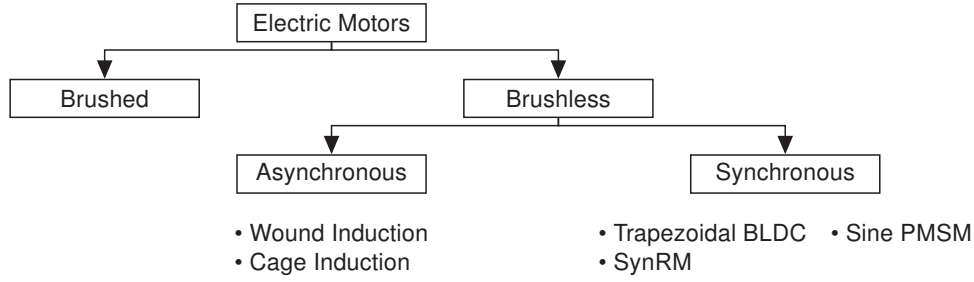 Electric Motors
Brushed
Brushless
Asynchronous
Synchronous
• Wound Induction
• Cage Induction
• Trapezoidal BLDC
• Sine PMSM
• SynRM